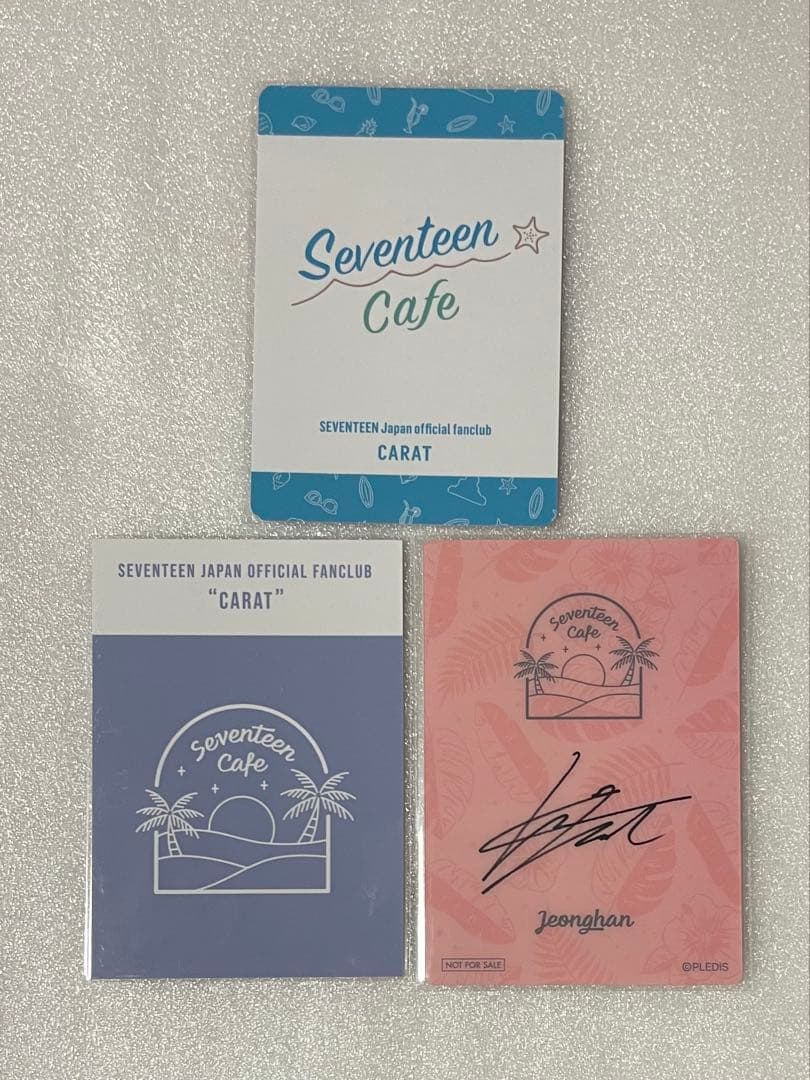 Seventeen
Cafe
SEVENTEEN Japan official fanclub
CARAT
SEVENTEEN JAPAN OFFICIAL FANCLUB
“CARAT”
Seventeen
Cafe
Seventeen
Cafe
Jeonghan
NOT FOR SALE
©PLEDIS